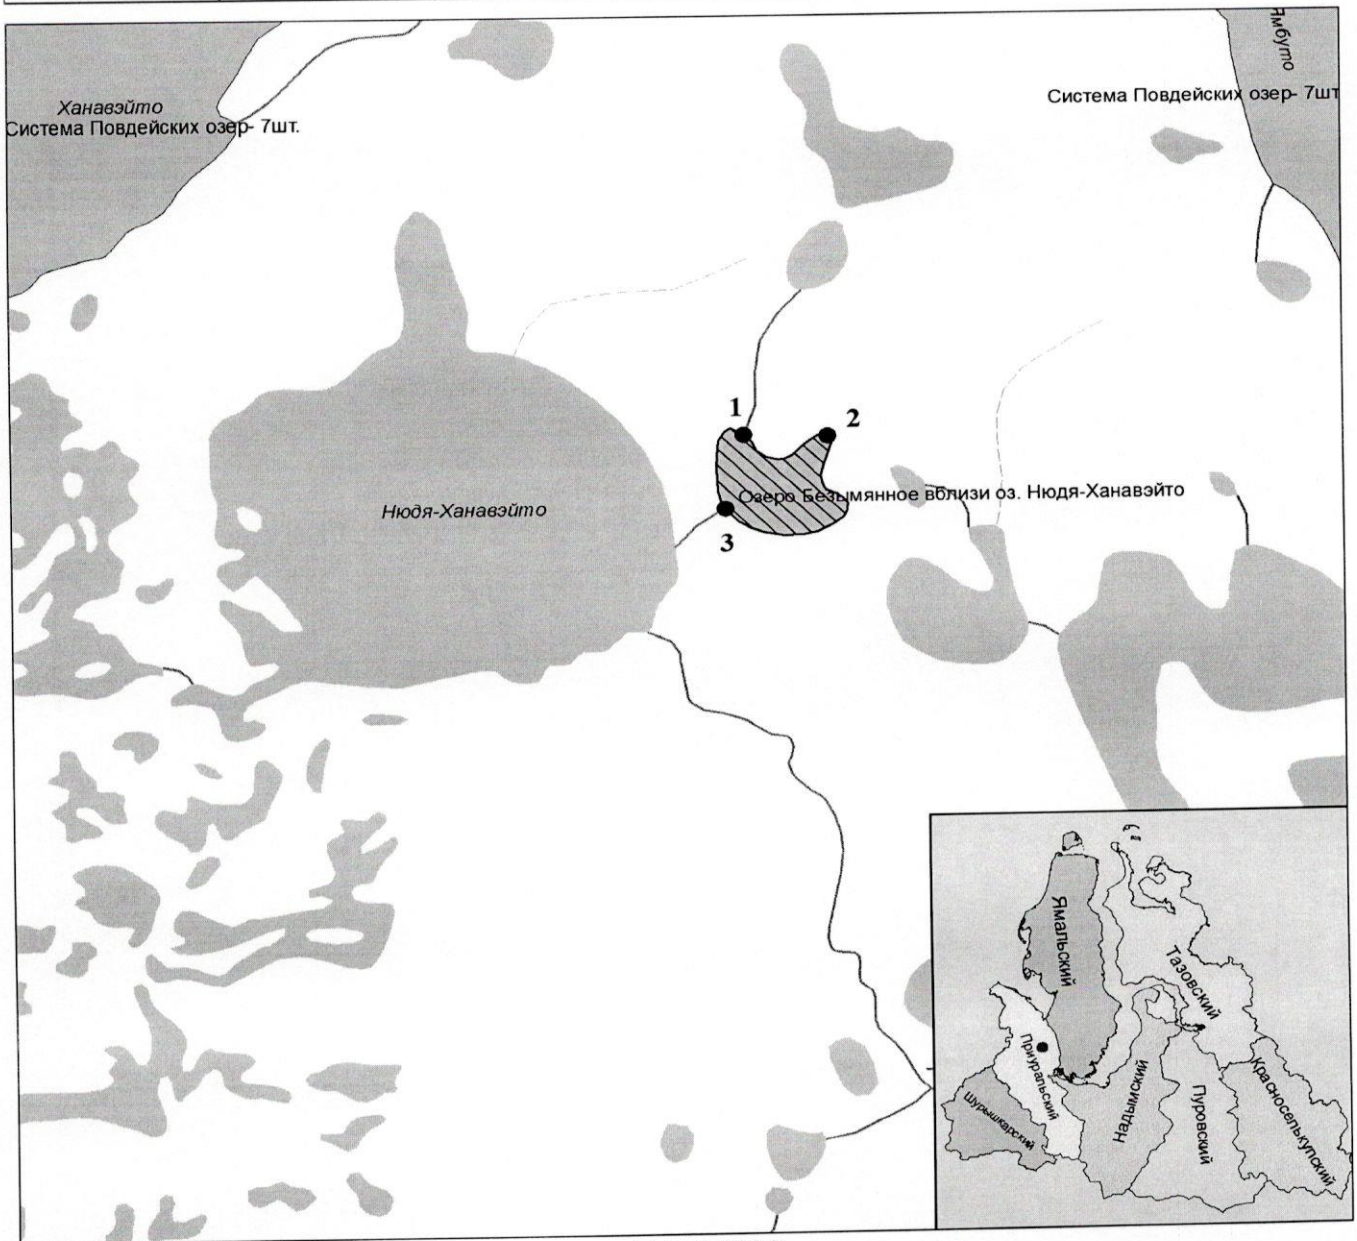 Ямбуто
Ханавэйто
Система Повдейских озер- 7шт.
Система Повдейских озер- 7шт
1
2
Озеро Безымянное вблизи оз. Нюдя-Ханавэйто
Нюдя-Ханавэйто
3
Ямальский
Тазовский
Приуральский
Шурышкарский
Надымский
Пуровский
Красноселькупский